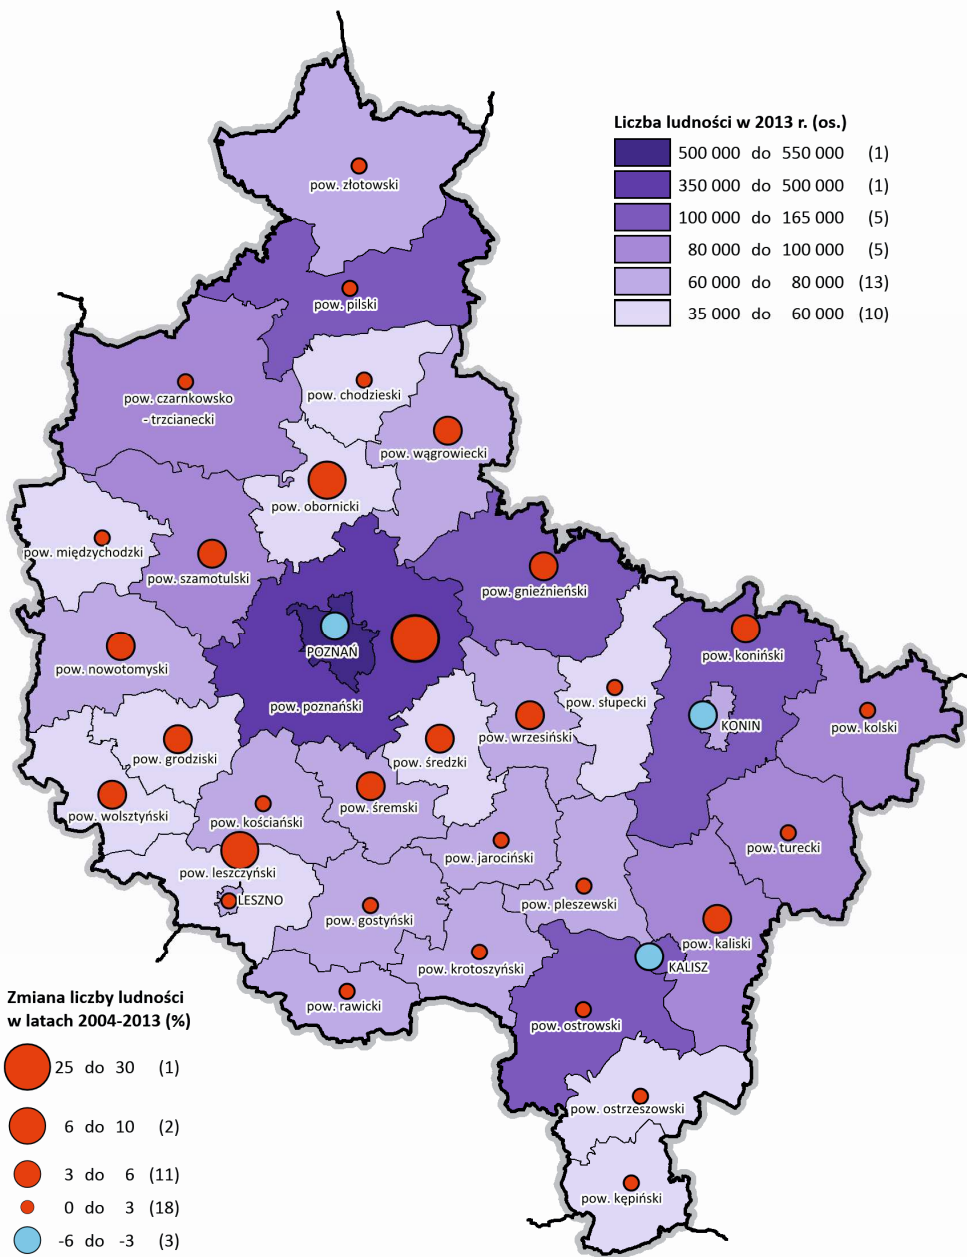 Liczba ludności w 2013 r. (os.)
500 000 do 550 000 (1)
350 000 do 500 000 (1)
100 000 do 165 000 (5)
80 000 do 100 000 (5)
60 000 do 80 000 (13)
35 000 do 60 000 (10)
pow. złotowski
pow. pilski
pow. czarnkowsko
- trzcianecki
pow. chodzieski
pow. wągrowiecki
pow. obornicki
pow. międzychodzki
pow. szamotulski
pow. gnieźnieński
POZNAŃ
pow. koniński
pow. nowotomyski
pow. słupecki
pow. poznański
KONIN
pow. kolski
pow. wrzesiński
pow. grodziski
pow. średzki
pow. śremski
pow. wolsztyński
pow. kościański
pow. turecki
pow. jarociński
pow. leszczyński
LESZNO
pow. pleszewski
pow. gostyński
pow. kaliski
KALISZ
pow. krotoszyński
pow. rawicki
pow. ostrowski
pow. ostrzeszowski
pow. kępiński
Zmiana liczby ludności
w latach 2004-2013 (%)
25 do 30 (1)
6 do 10 (2)
3 do 6 (11)
0 do 3 (18)
-6 do -3 (3)